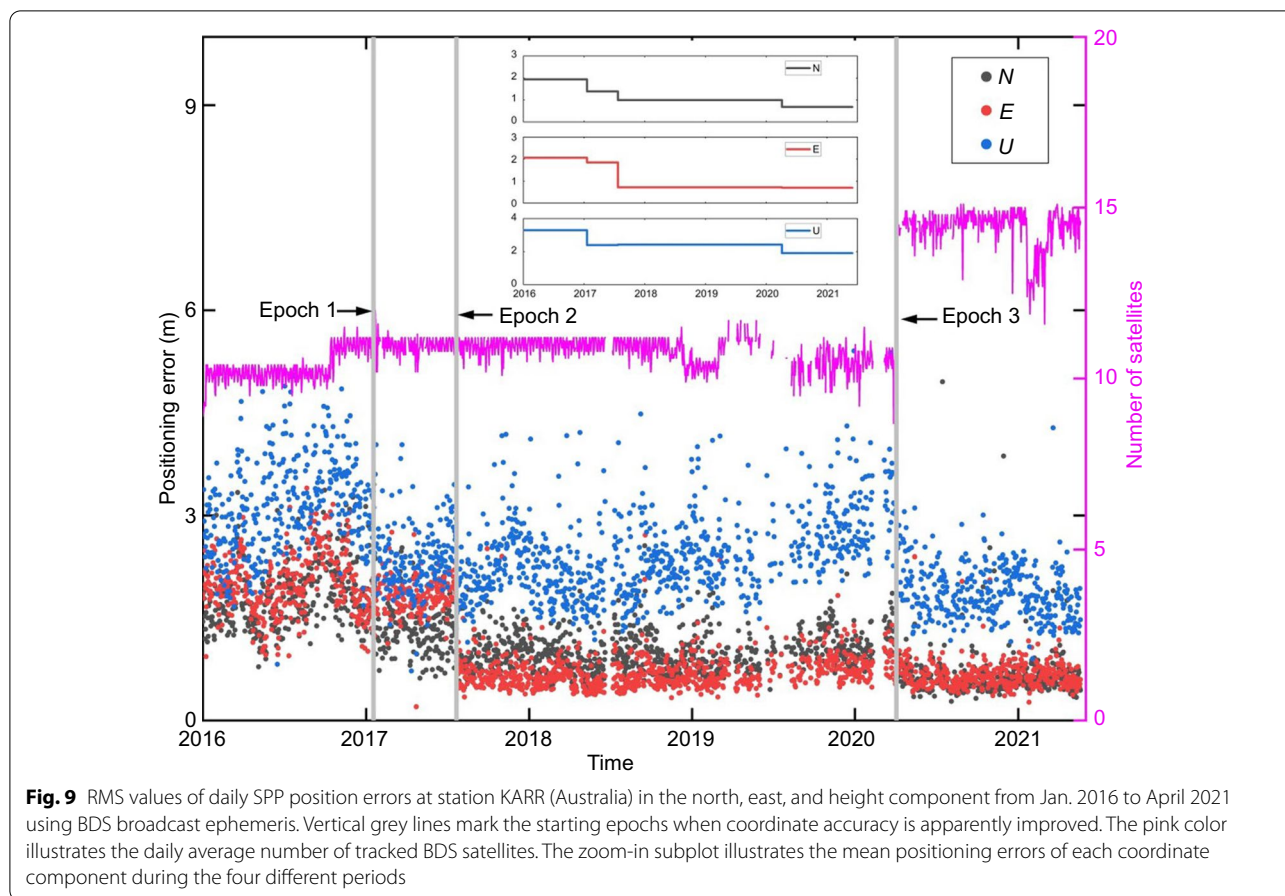 20
9
6
3
0
Positioning error (m)
15
10
5
0
Number of satellites
N
E
U
3
2
1
0
N
3
2
1
0
E
4
2
0
U
2016 2017 2018 2019 2020 2021
Epoch 1
Epoch 2
Epoch 3
2016 2017 2018 2019 2020 2021
Time
Fig. 9 RMS values of daily SPP position errors at station KARR (Australia) in the north, east, and height component from Jan. 2016 to April 2021
using BDS broadcast ephemeris. Vertical grey lines mark the starting epochs when coordinate accuracy is apparently improved. The pink color
illustrates the daily average number of tracked BDS satellites. The zoom-in subplot illustrates the mean positioning errors of each coordinate
component during the four different periods